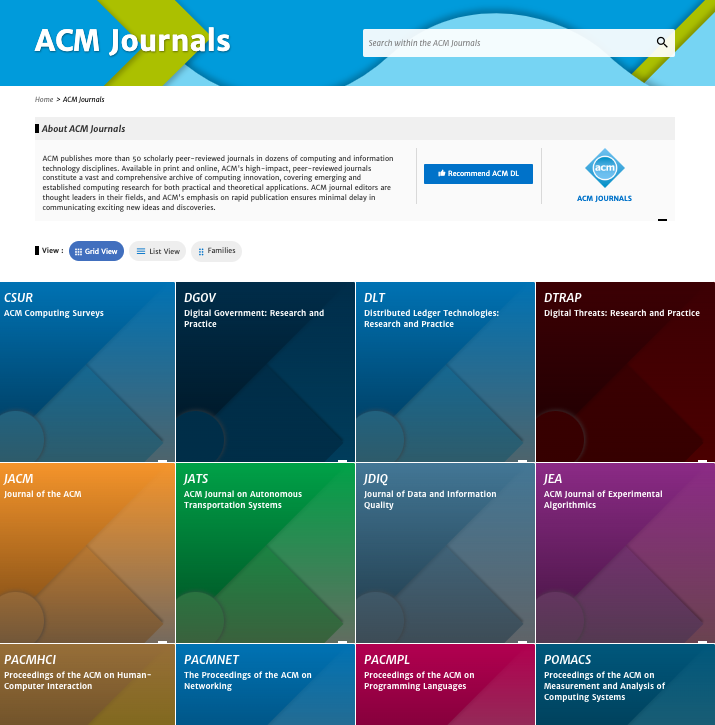 ACM Journals
Search within the ACM Journals
Home > ACM Journals
About ACM Journals
ACM publishes more than 50 scholarly peer-reviewed journals in dozens of computing and information
technology disciplines. Available in print and online, ACM's high-impact, peer-reviewed journals
constitute a vast and comprehensive archive of computing innovation, covering emerging and
established computing research for both practical and theoretical applications. ACM journal editors are
thought leaders in their fields, and ACM's emphasis on rapid publication ensures minimal delay in
communicating exciting new ideas and discoveries.
Recommend ACM DL
acm
ACM JOURNALS
View :
Grid View
List View
Families
CSUR
ACM Computing Surveys
DGOV
Digital Government: Research and
Practice
DLT
Distributed Ledger Technologies:
Research and Practice
DTRAP
Digital Threats: Research and Practice
JACM
Journal of the ACM
JATS
ACM Journal on Autonomous
Transportation Systems
JDIQ
Journal of Data and Information
Quality
JEA
ACM Journal of Experimental
Algorithmics
PACMHCI
Proceedings of the ACM on Human-
Computer Interaction
PACMNET
The Proceedings of the ACM on
Networking
PACMPL
Proceedings of the ACM on
Programming Languages
POMACS
Proceedings of the ACM on
Measurement and Analysis of
Computing Systems